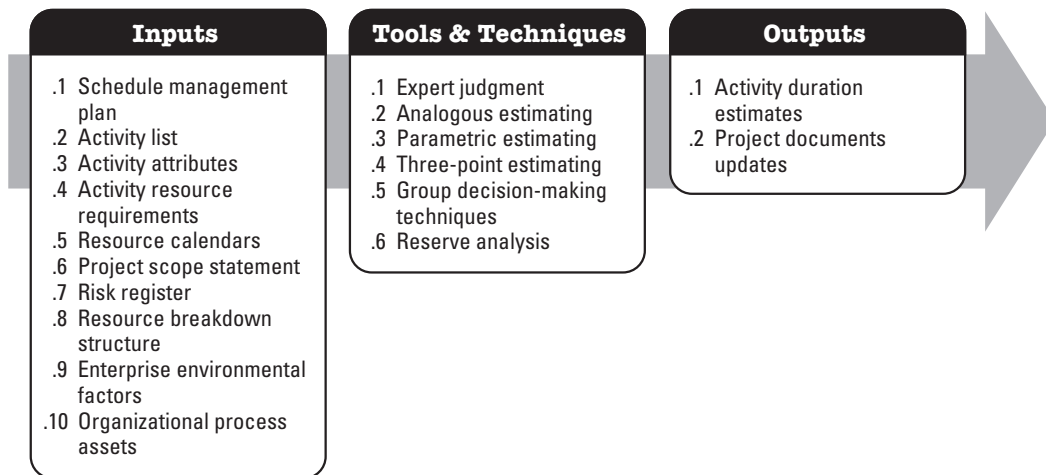 Inputs
.1 Schedule management
plan
.2 Activity list
.3 Activity attributes
.4 Activity resource
requirements
.5 Resource calendars
.6 Project scope statement
.7 Risk register
.8 Resource breakdown
structure
.9 Enterprise environmental
factors
.10 Organizational process
assets
Tools & Techniques
.1 Expert judgment
.2 Analogous estimating
.3 Parametric estimating
.4 Three-point estimating
.5 Group decision-making
techniques
.6 Reserve analysis
Outputs
.1 Activity duration
estimates
.2 Project documents
updates